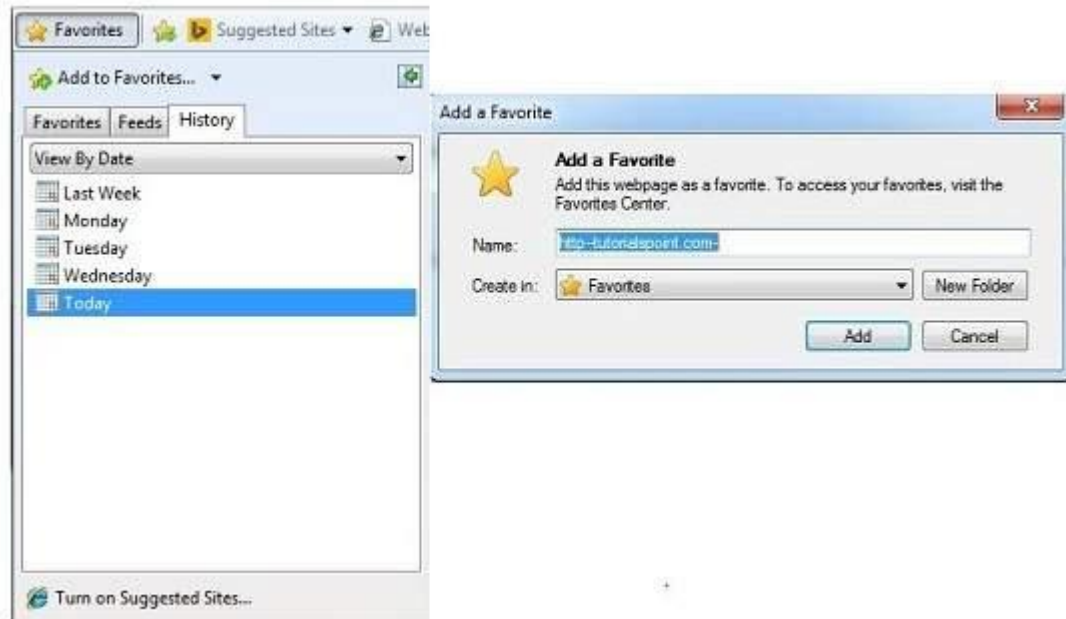 Favorites Suggested Sites Web
Add to Favorites...
Favorites Feeds History
View By Date
Last Week
Monday
Tuesday
Wednesday
Today
Turn on Suggested Sites...
Add a Favorite
Add a Favorite
Add this webpage as a favorite. To access your favorites, visit the
Favorites Center.
Name: http--tutorialspoint.com-
Create in: Favorites New Folder
Add Cancel